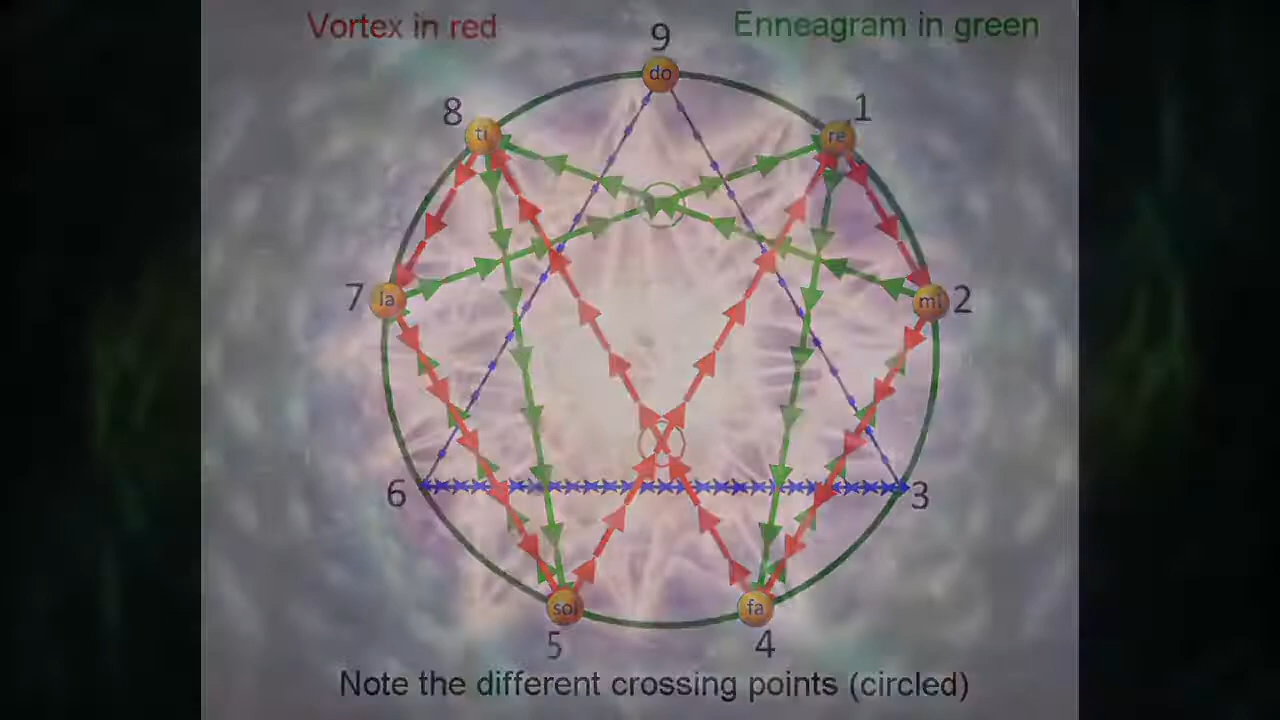 Vortex in red
Enneagram in green
9
do
8
ti
1
re
7
la
mi
2
6
3
sol
fa
5
4
Note the different crossing points (circled)